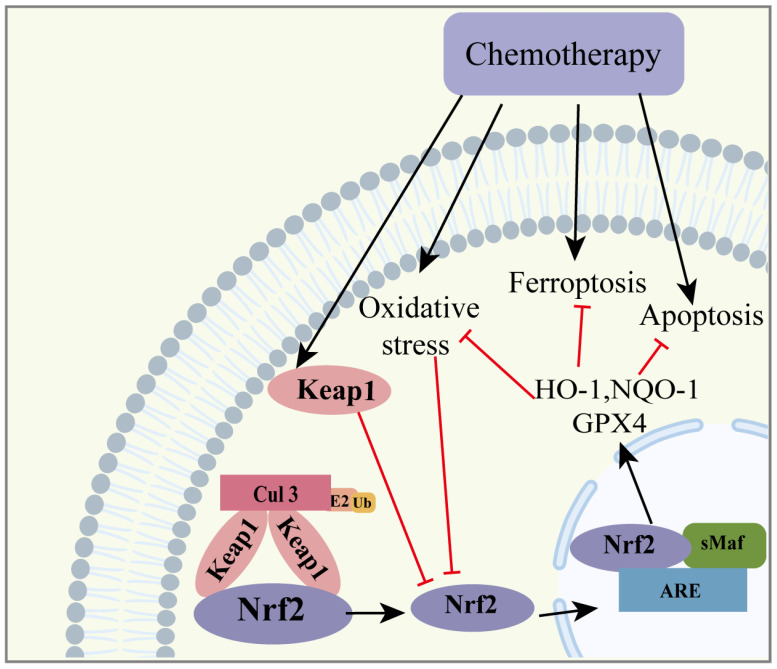 Chemotherapy
Ferroptosis
Oxidative
stress
Apoptosis
Keap1
HO-1,NQO-1
GPX4
Cul 3
E2
Ub
Keap1
Keap1
Nrf2
Nrf2
Nrf2
sMaf
ARE